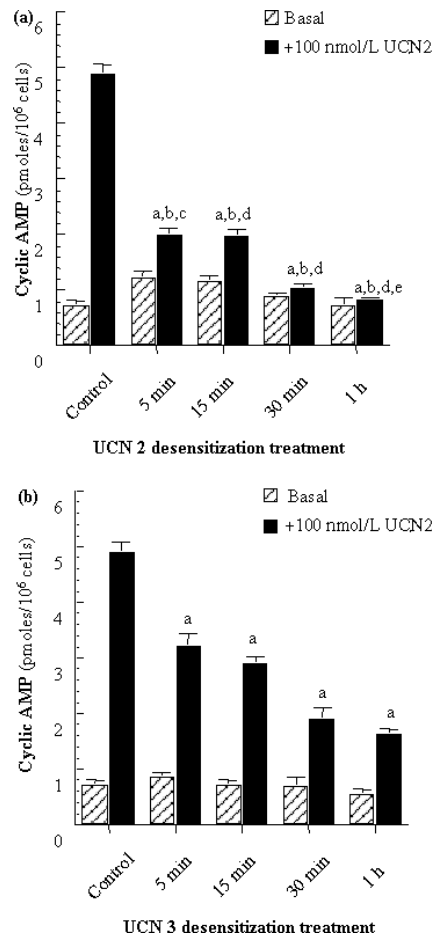 (a)
Basal
+100 nmol/L UCN2
Cyclic AMP (pmoles/10⁶ cells)
6
5
4
3
2
1
0
a,b,c
a,b,d
a,b,d
a,b,d,e
Control
5 min
15 min
30 min
1 h
UCN 2 desensitization treatment
(b)
Basal
+100 nmol/L UCN2
Cyclic AMP (pmoles/10⁶ cells)
6
5
4
3
2
1
0
a
a
a
a
Control
5 min
15 min
30 min
1 h
UCN 3 desensitization treatment